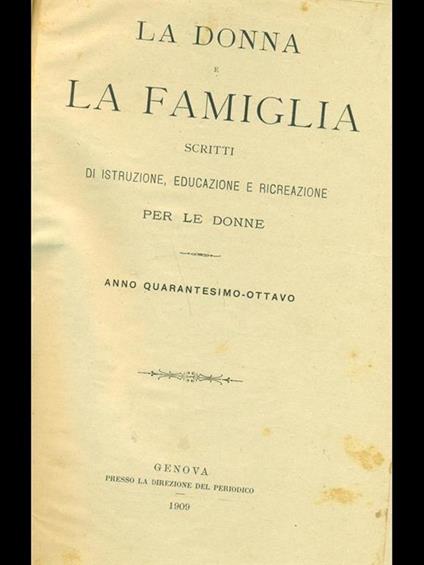 LA DONNA
E
LA FAMIGLIA
SCRITTI
DI ISTRUZIONE, EDUCAZIONE E RICREAZIONE
PER LE DONNE
ANNO QUARANTESIMO-OTTAVO
GENOVA
PRESSO LA DIREZIONE DEL PERIODICO
1909